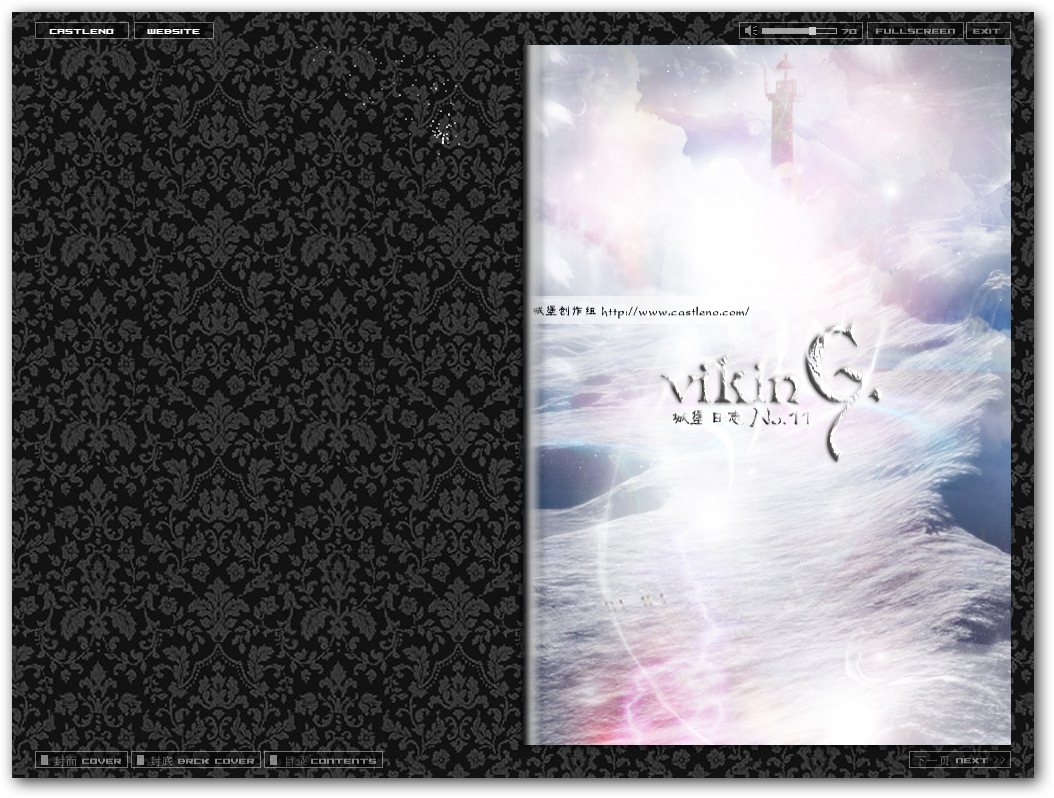 CASTLENO WEBSITE
70 FULLSCREEN EXIT
城堡创作组 http://www.castleno.com/
vikinG.
城堡日志 No.11
封面 COVER 封底 BACK COVER 目录 CONTENTS
下一页 NEXT >>